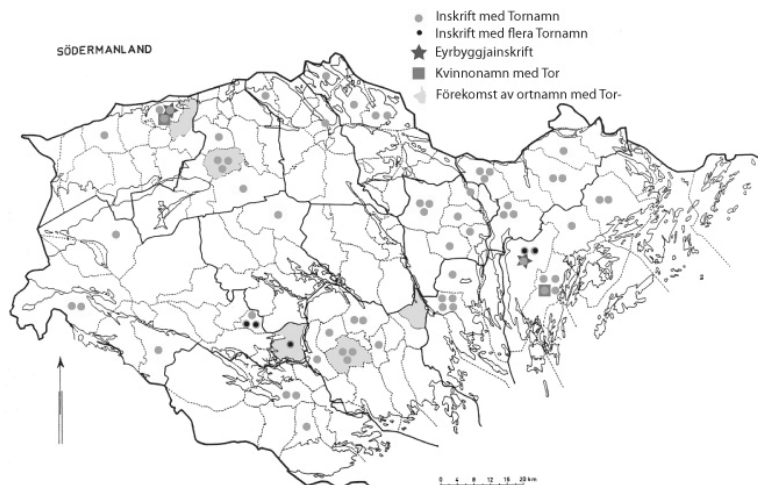 SÖDERMANLAND
Inskrift med Tornamn
Inskrift med flera Tornamn
Eyrbyggjainskrift
Kvinnonamn med Tor
Förekomst av ortnamn med Tor-
0 4 8 12 16 20 km